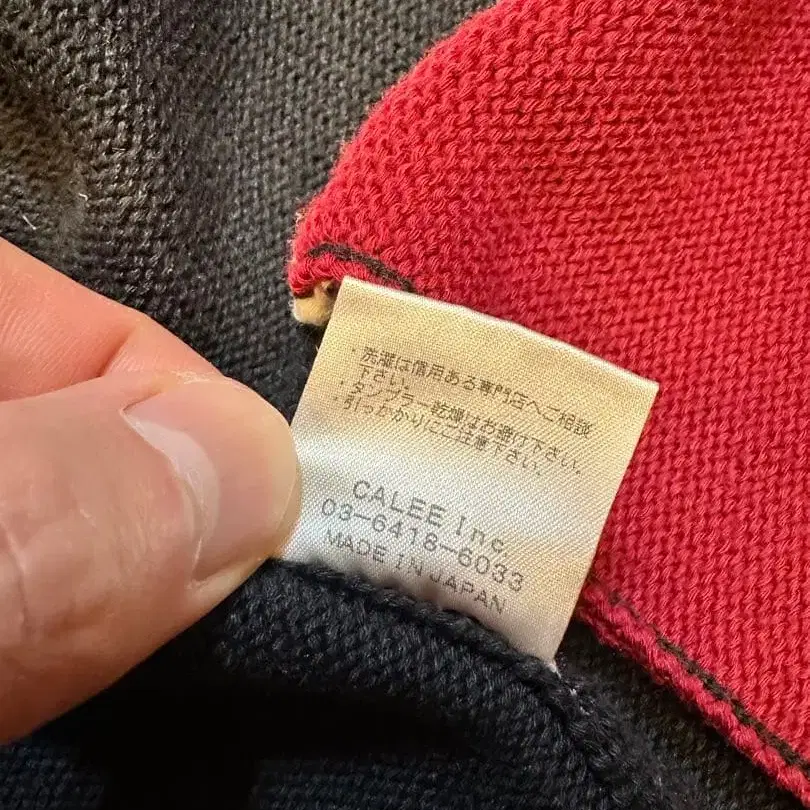 ・洗濯は信用ある専門店へご相談
下さい。
・タンブラー乾燥はお避け下さい。
・引っかかりにご注意下さい。
CALEE Inc.
03-6418-6033
MADE IN JAPAN